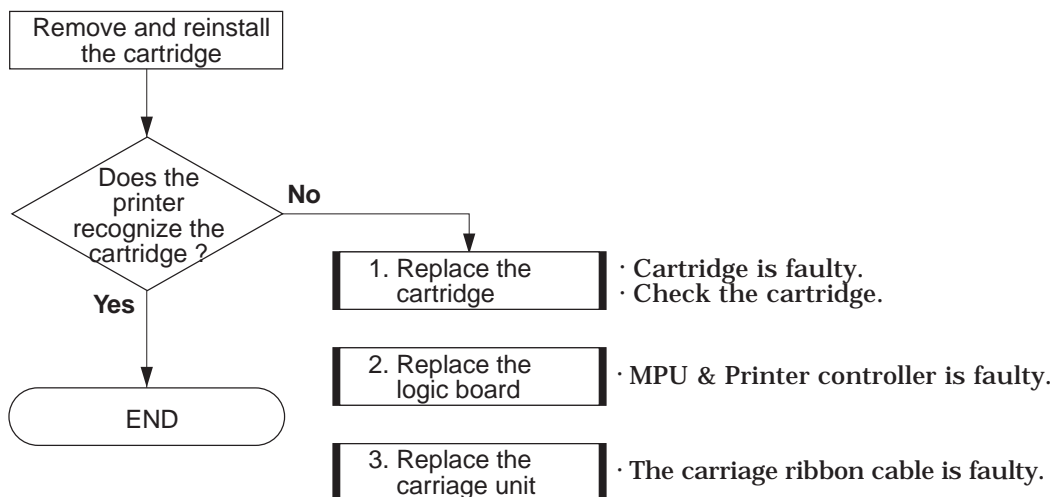 Remove and reinstall
the cartridge
Does the
printer
recognize the
cartridge ?
No
Yes
1. Replace the
cartridge
· Cartridge is faulty.
· Check the cartridge.
2. Replace the
logic board
· MPU & Printer controller is faulty.
END
3. Replace the
carriage unit
· The carriage ribbon cable is faulty.